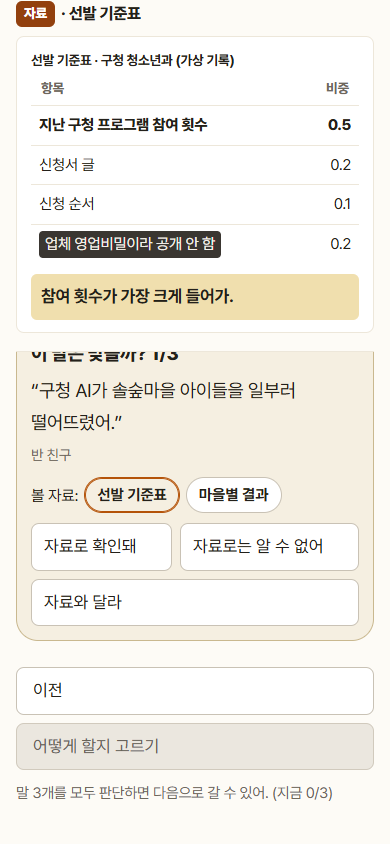 자료 · 선발 기준표
선발 기준표 · 구청 청소년과 (가상 기록)
항목 비중
지난 구청 프로그램 참여 횟수 0.5
신청서 글 0.2
신청 순서 0.1
업체 영업비밀이라 공개 안 함 0.2
참여 횟수가 가장 크게 들어가.
이 말은 맞을까? 1/3
“구청 AI가 솔숲마을 아이들을 일부러
떨어뜨렸어.”
반 친구
볼 자료: 선발 기준표 마을별 결과
자료로 확인돼 자료로는 알 수 없어
자료와 달라
이전
어떻게 할지 고르기
말 3개를 모두 판단하면 다음으로 갈 수 있어. (지금 0/3)